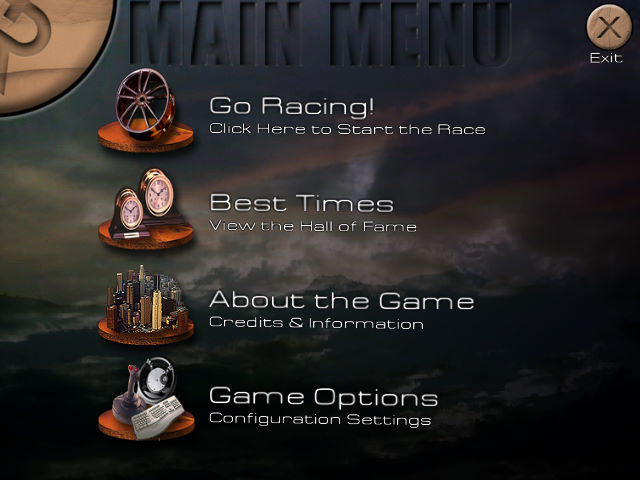 MAIN MENU
Exit
Go Racing!
Click Here to Start the Race
Best Times
View the Hall of Fame
About the Game
Credits & Information
Game Options
Configuration Settings